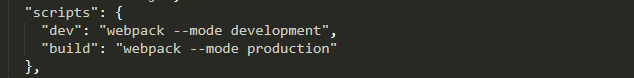 "scripts": {
"dev": "webpack --mode development",
"build": "webpack --mode production"
},